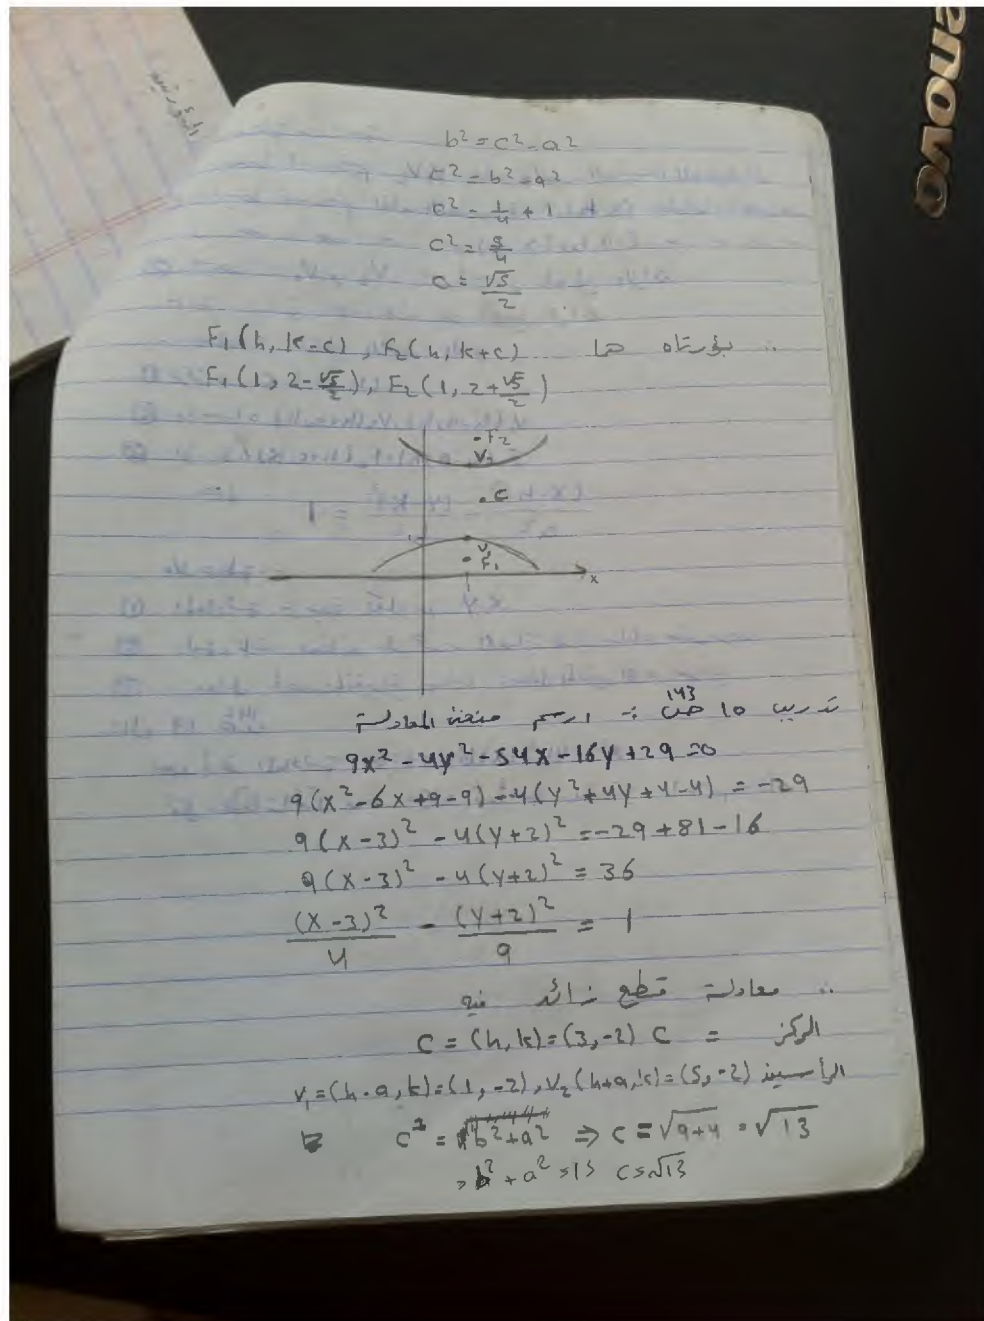 enovo
b² = c² - a²
c² = b² - a²
c² = 1/4 + 1
c² = 5/4
c = √5/2
∴ بؤرتاه هما F₁(h, k-c), F₂(h, k+c)
F₁(1, 2-√5/2), F₂(1, 2+√5/2)
F₂
V₂
C
V₁
F₁
x
1
تدريب 10 ص 143 : ارسم منحنى المعادلة
9x² - 4y² - 54x - 16y + 29 = 0
9(x² - 6x + 9 - 9) - 4(y² + 4y + 4 - 4) = -29
9(x-3)² - 4(y+2)² = -29 + 81 - 16
9(x-3)² - 4(y+2)² = 36
(x-3)²/4 - (y+2)²/9 = 1
∴ معادلة قطع زائد فيه
المركز = C C = (h, k) = (3, -2)
الرأسين V₁ = (h-a, k) = (1, -2), V₂(h+a, k) = (5, -2)
c² = b² + a² ⇒ c = √9+4 = √13
= b² + a² = 13 c = √13